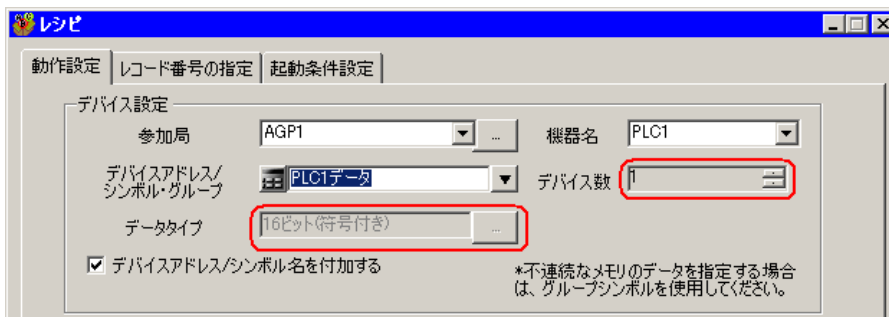 レシピ
動作設定 レコード番号の指定 起動条件設定
デバイス設定
参加局 AGP1 ... 機器名 PLC1
デバイスアドレス/
シンボル・グループ PLC1データ デバイス数 1
データタイプ 16ビット(符号付き) ...
デバイスアドレス/シンボル名を付加する
*不連続なメモリのデータを指定する場合
は、グループシンボルを使用してください。